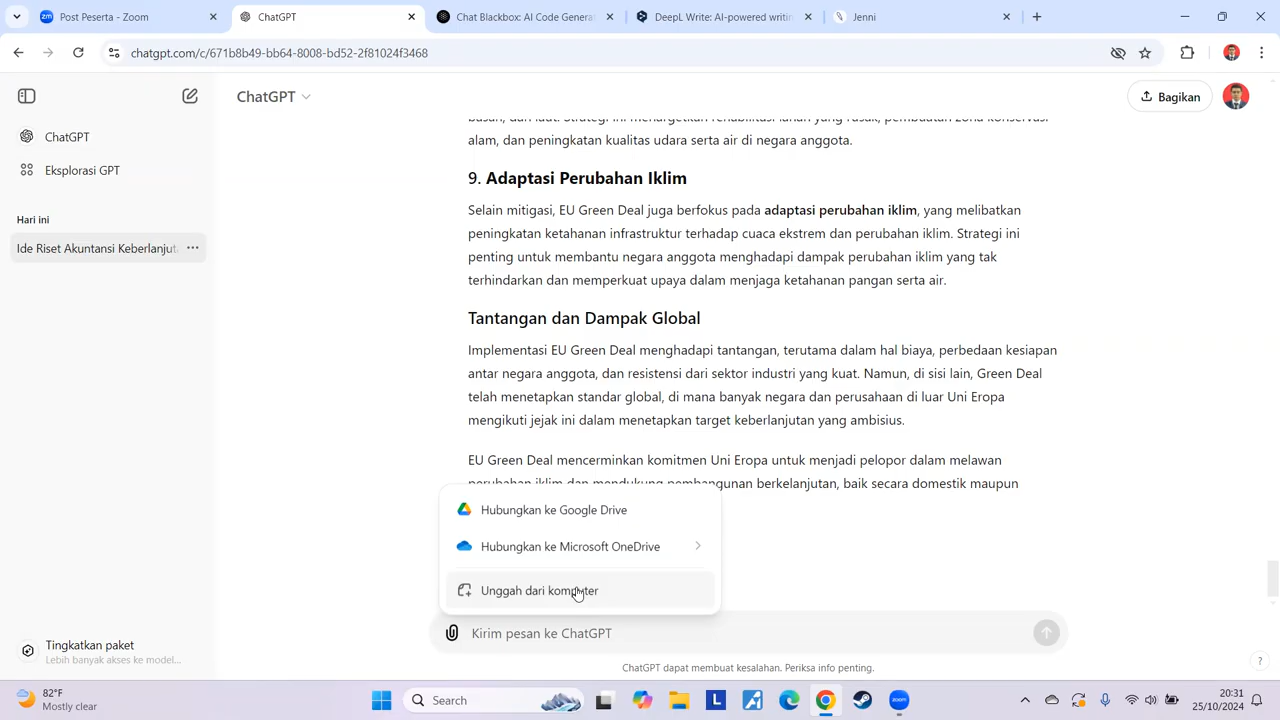 Post Peserta - Zoom
ChatGPT
Chat Blackbox: AI Code Genera
DeepL Write: AI-powered writin
Jenni
chatgpt.com/c/671b8b49-bb64-8008-bd52-2f81024f3468
ChatGPT
Bagikan
ChatGPT
Eksplorasi GPT
Hari ini
Ide Riset Akuntansi Keberlanjut
alam, dan peningkatan kualitas udara serta air di negara anggota.
9. Adaptasi Perubahan Iklim
Selain mitigasi, EU Green Deal juga berfokus pada adaptasi perubahan iklim, yang melibatkan
peningkatan ketahanan infrastruktur terhadap cuaca ekstrem dan perubahan iklim. Strategi ini
penting untuk membantu negara anggota menghadapi dampak perubahan iklim yang tak
terhindarkan dan memperkuat upaya dalam menjaga ketahanan pangan serta air.
Tantangan dan Dampak Global
Implementasi EU Green Deal menghadapi tantangan, terutama dalam hal biaya, perbedaan kesiapan
antar negara anggota, dan resistensi dari sektor industri yang kuat. Namun, di sisi lain, Green Deal
telah menetapkan standar global, di mana banyak negara dan perusahaan di luar Uni Eropa
mengikuti jejak ini dalam menetapkan target keberlanjutan yang ambisius.
EU Green Deal mencerminkan komitmen Uni Eropa untuk menjadi pelopor dalam melawan
perubahan iklim dan mendukung pembangunan berkelanjutan, baik secara domestik maupun
Hubungkan ke Google Drive
Hubungkan ke Microsoft OneDrive
Unggah dari komputer
Kirim pesan ke ChatGPT
ChatGPT dapat membuat kesalahan. Periksa info penting.
Tingkatkan paket
Lebih banyak akses ke model...
82°F
Mostly clear
Search
20:31
25/10/2024